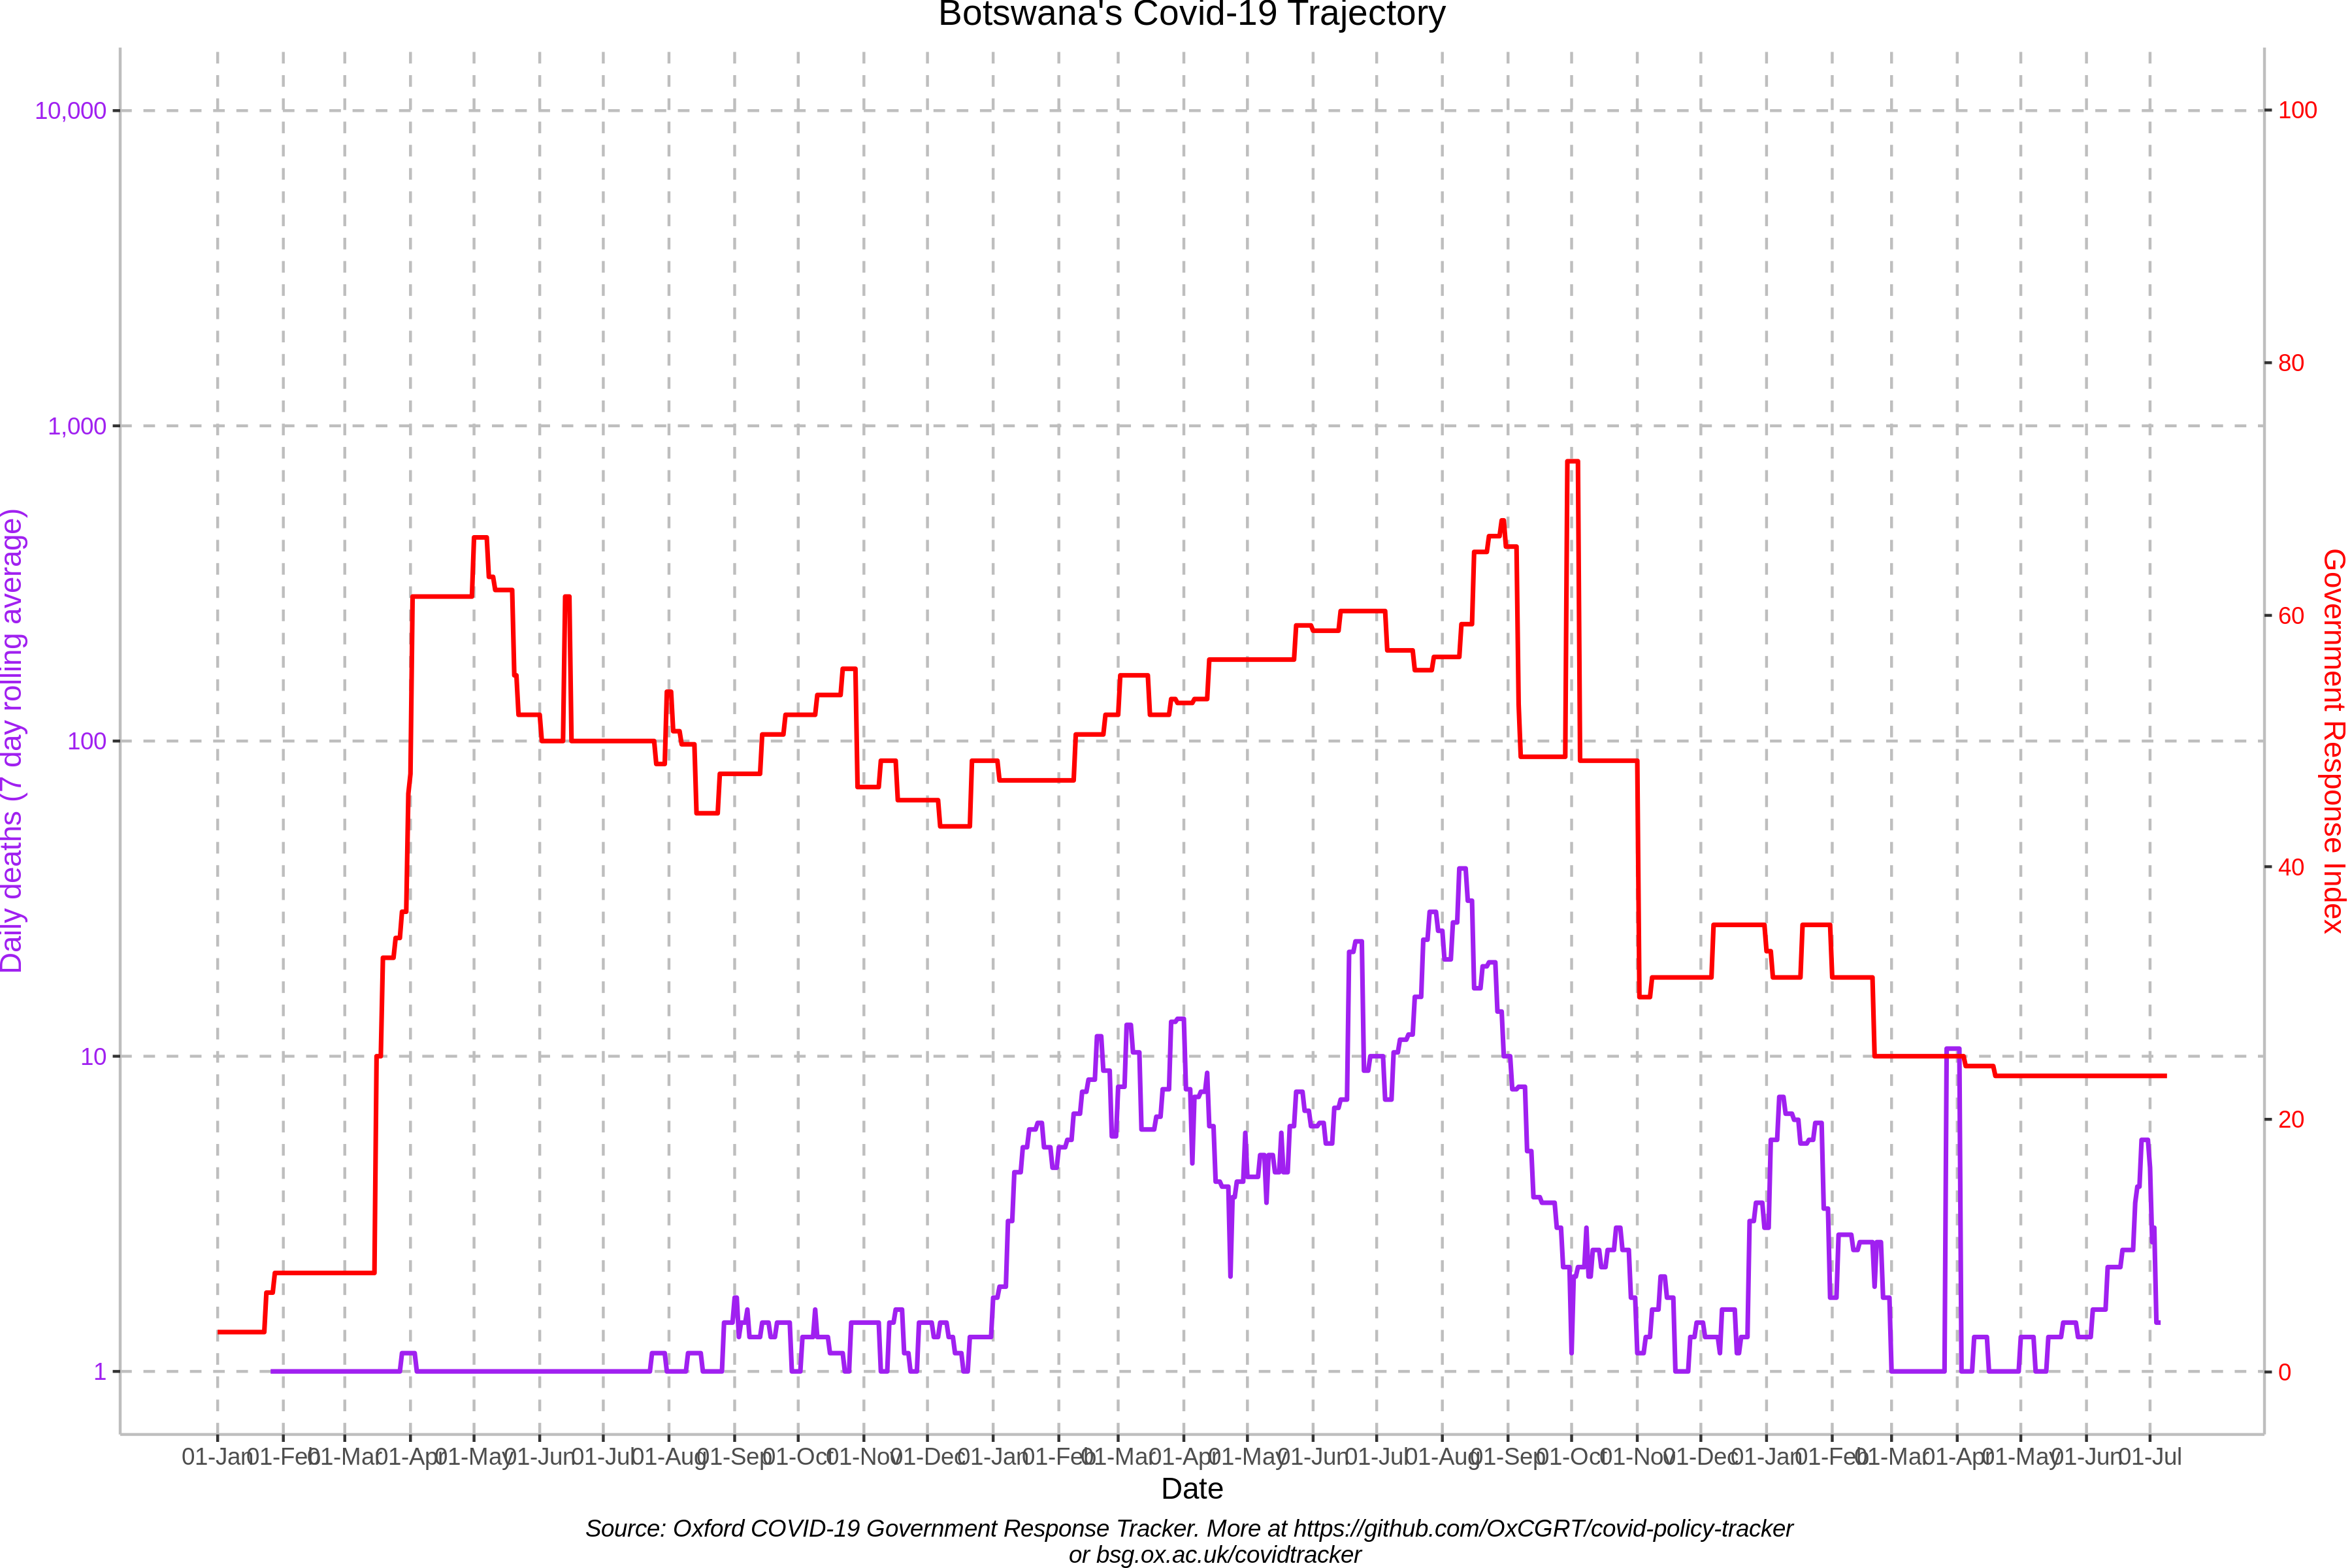 Botswana's Covid-19 Trajectory
10,000
1,000
100
10
1
Daily deaths (7 day rolling average)
100
80
60
40
20
0
Government Response Index
01-Jan 01-Feb 01-Mar 01-Apr 01-May 01-Jun 01-Jul 01-Aug 01-Sep 01-Oct 01-Nov 01-Dec 01-Jan 01-Feb 01-Mar 01-Apr 01-May 01-Jun 01-Jul 01-Aug 01-Sep 01-Oct 01-Nov 01-Dec 01-Jan 01-Feb 01-Mar 01-Apr 01-May 01-Jun 01-Jul
Date
Source: Oxford COVID-19 Government Response Tracker. More at https://github.com/OxCGRT/covid-policy-tracker
or bsg.ox.ac.uk/covidtracker